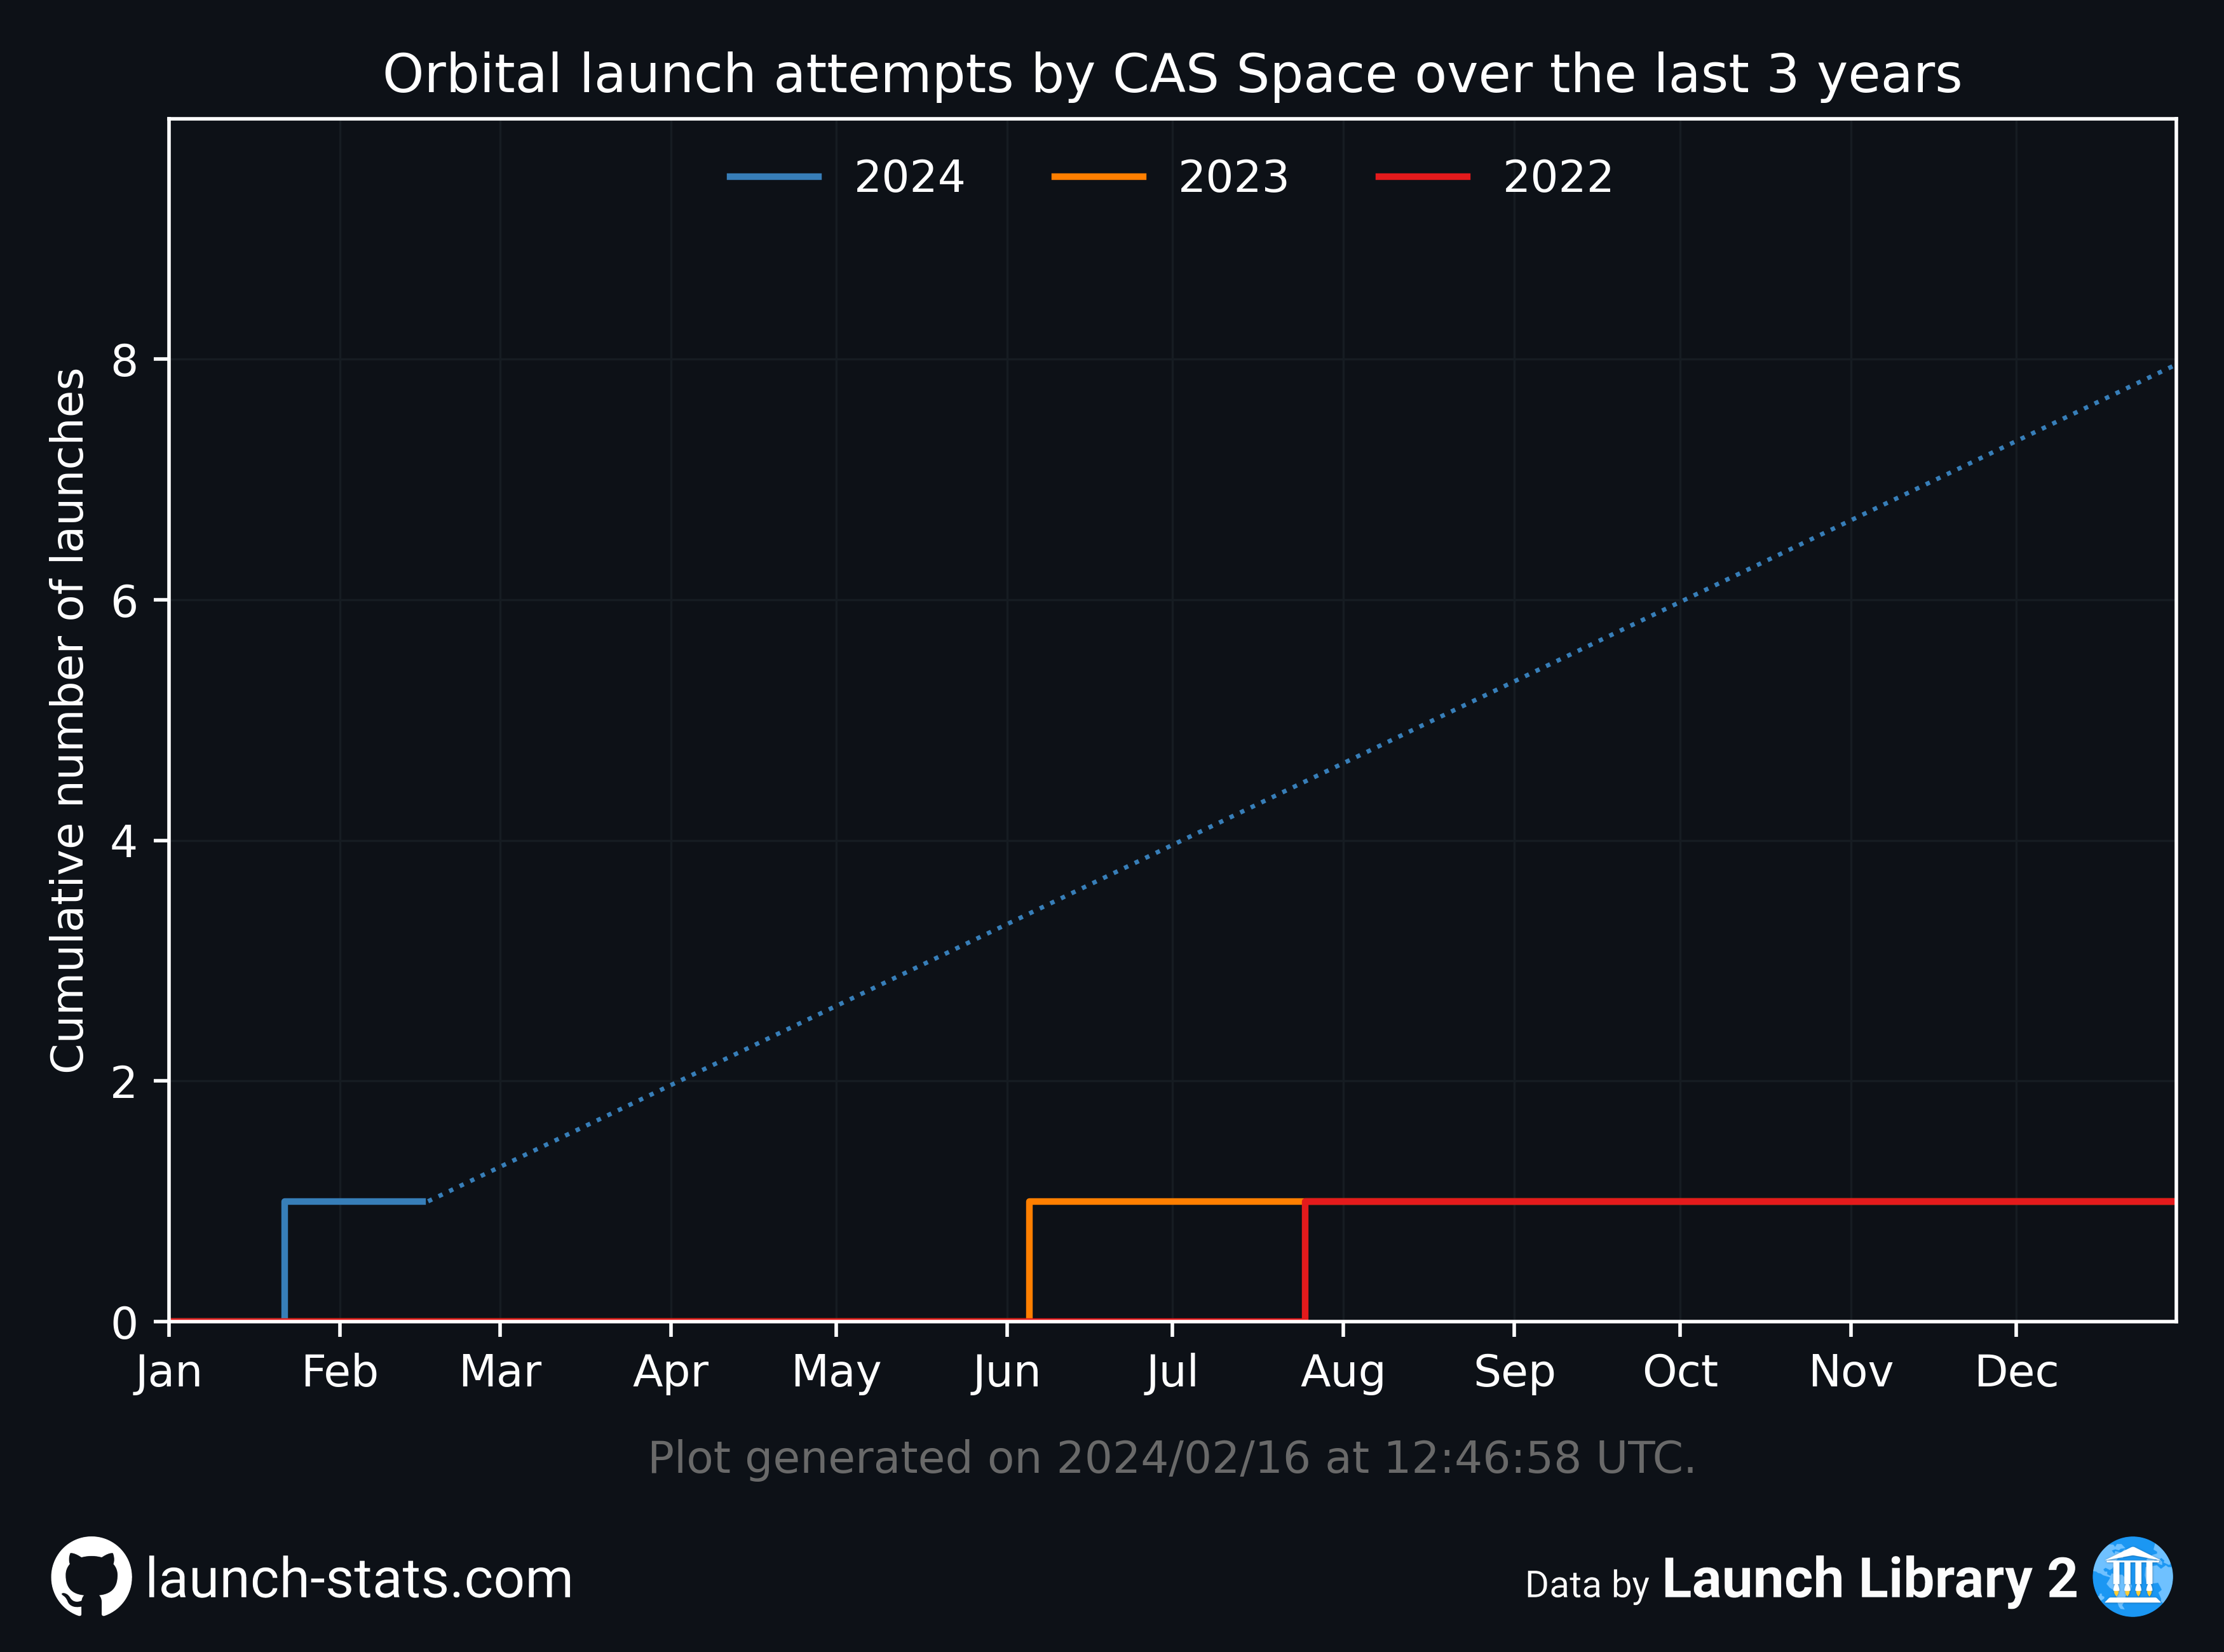 Orbital launch attempts by CAS Space over the last 3 years
2024 2023 2022
Cumulative number of launches
8
6
4
2
0
Jan Feb Mar Apr May Jun Jul Aug Sep Oct Nov Dec
Plot generated on 2024/02/16 at 12:46:58 UTC.
launch-stats.com
Data by Launch Library 2